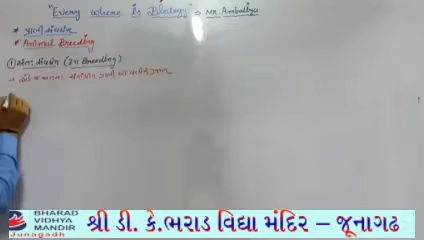 "Every where is Biology" → Mr. Ambaliya
* પ્રાણી સંવર્ધન
* Animal Breeding
① અંતઃ સંવર્ધન (In Breeding)
BHARAD
VIDHYA
MANDIR
Junagadh
શ્રી ડી. કે.ભરાડ વિદ્યા મંદિર – જૂનાગઢ